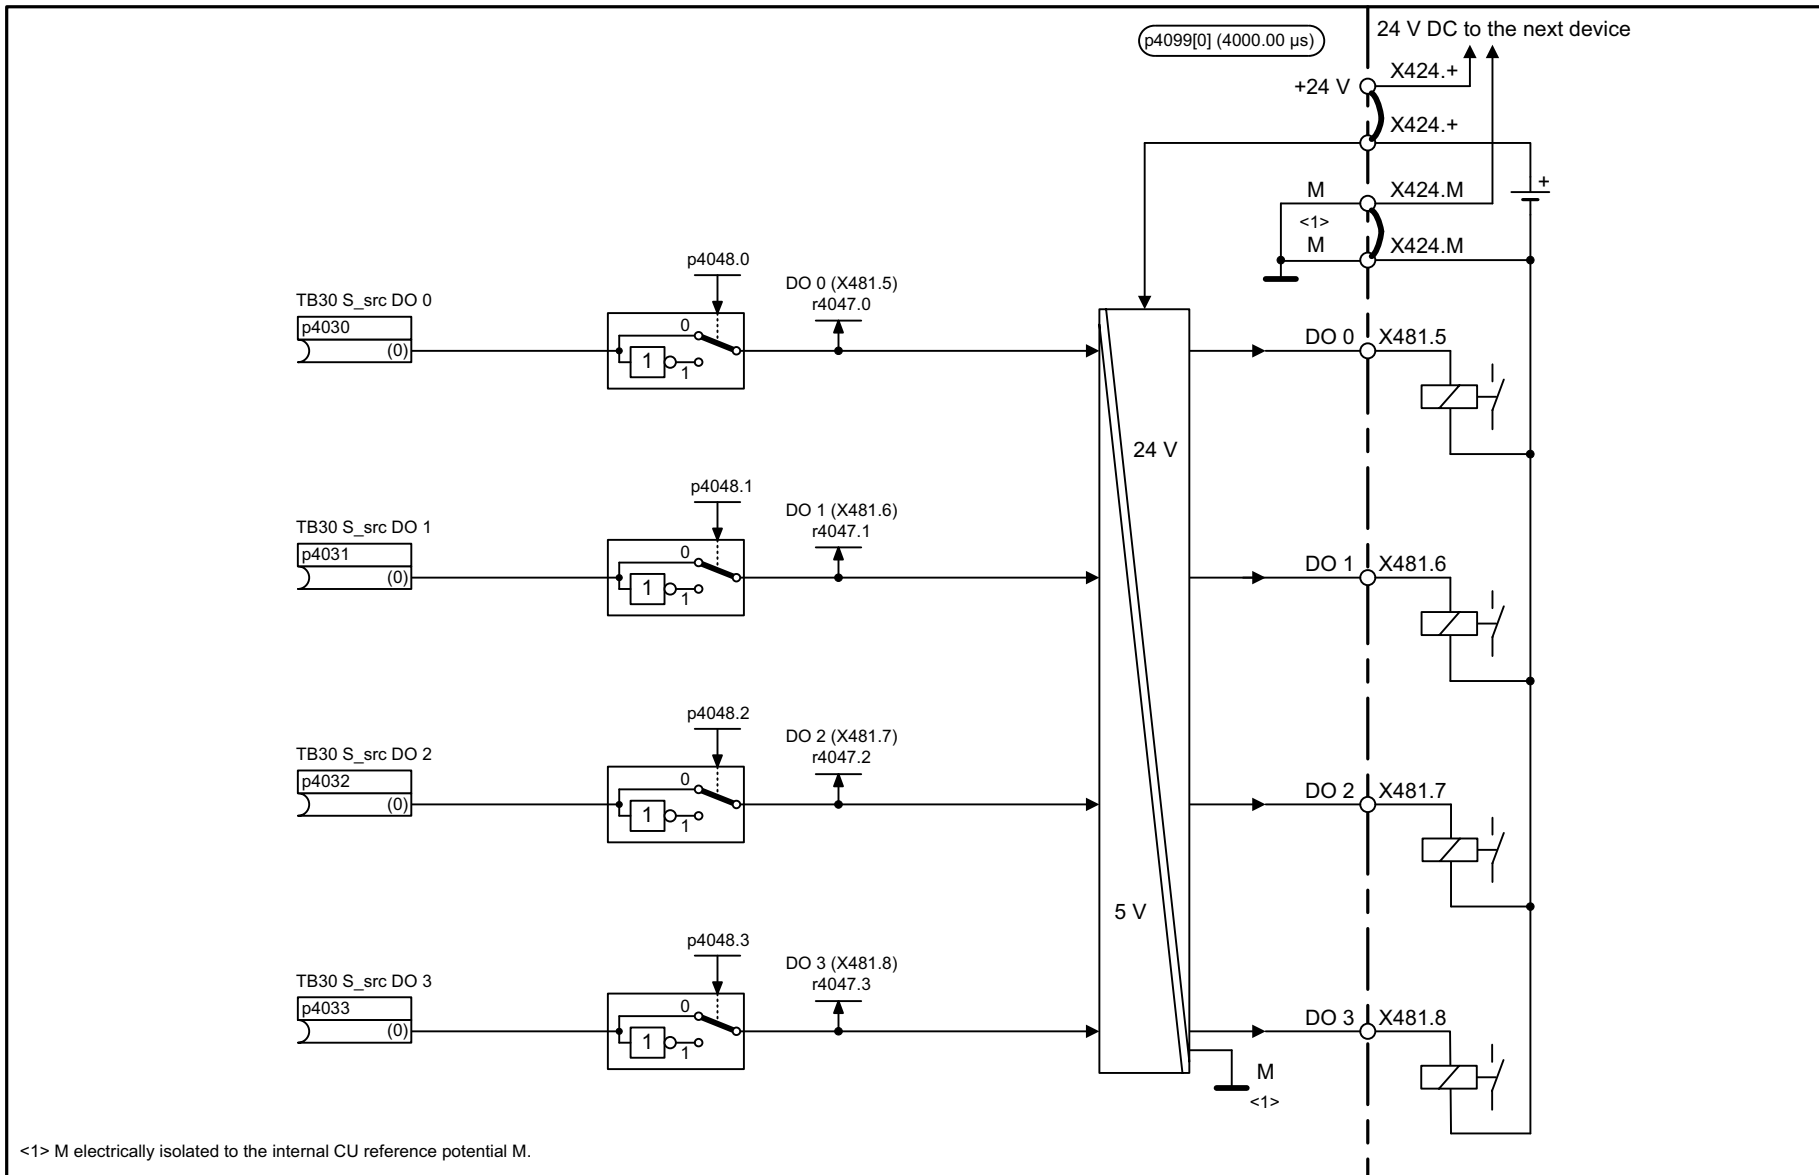 p4099[0] (4000.00 µs)
24 V DC to the next device
X424.+
+24 V
X424.+
M
X424.M
+
<1>
M
X424.M
p4048.0
DO 0 (X481.5)
r4047.0
TB30 S_src DO 0
p4030
(0)
0
1
1
DO 0
X481.5
24 V
p4048.1
DO 1 (X481.6)
r4047.1
TB30 S_src DO 1
p4031
(0)
0
1
1
DO 1
X481.6
p4048.2
DO 2 (X481.7)
r4047.2
TB30 S_src DO 2
p4032
(0)
0
1
1
DO 2
X481.7
5 V
p4048.3
DO 3 (X481.8)
r4047.3
TB30 S_src DO 3
p4033
(0)
0
1
1
DO 3
X481.8
M
<1>
<1> M electrically isolated to the internal CU reference potential M.